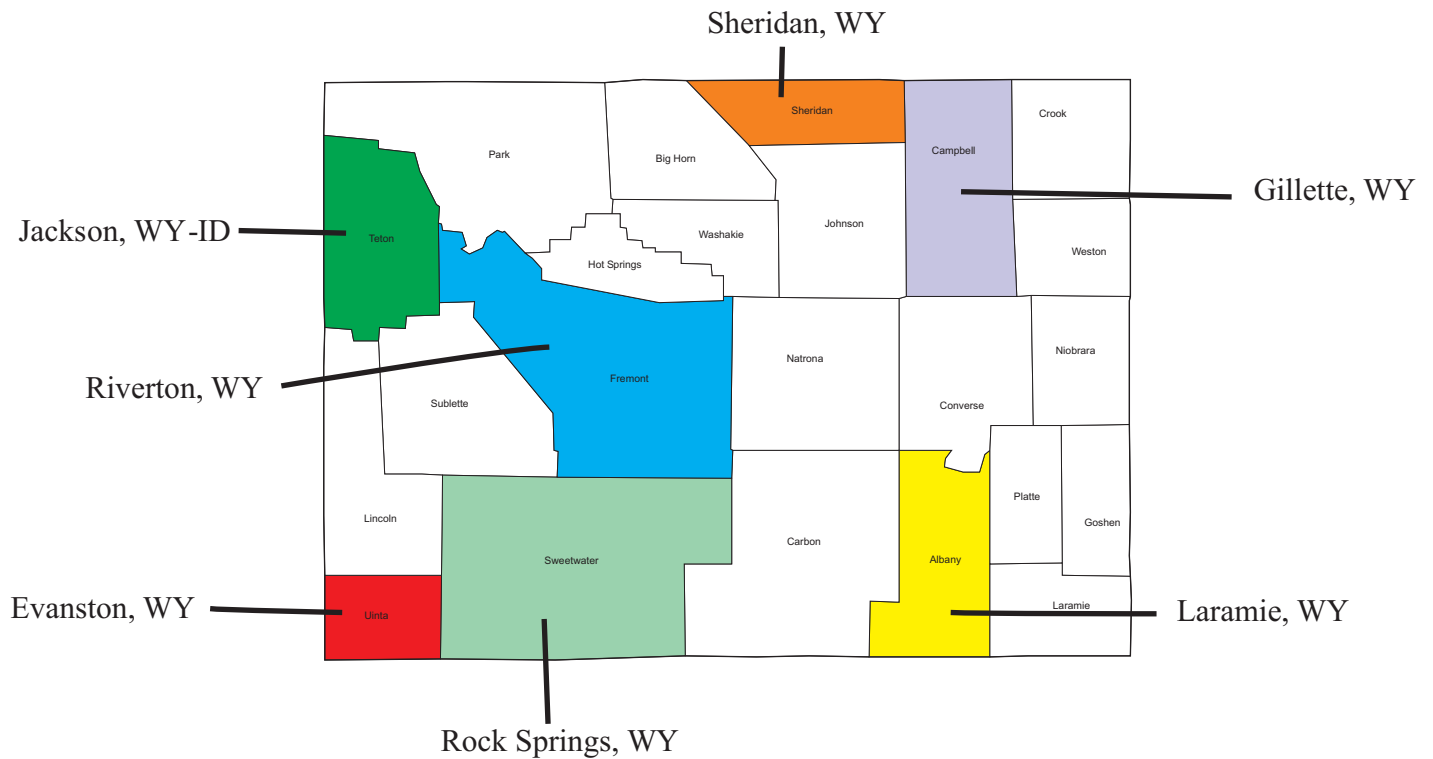 Sheridan, WY
Sheridan
Crook
Campbell
Park
Big Horn
Gillette, WY
Jackson, WY-ID
Teton
Johnson
Washakie
Weston
Hot Springs
Niobrara
Natrona
Riverton, WY
Fremont
Sublette
Converse
Platte
Lincoln
Goshen
Carbon
Sweetwater
Albany
Evanston, WY
Uinta
Laramie
Laramie, WY
Rock Springs, WY